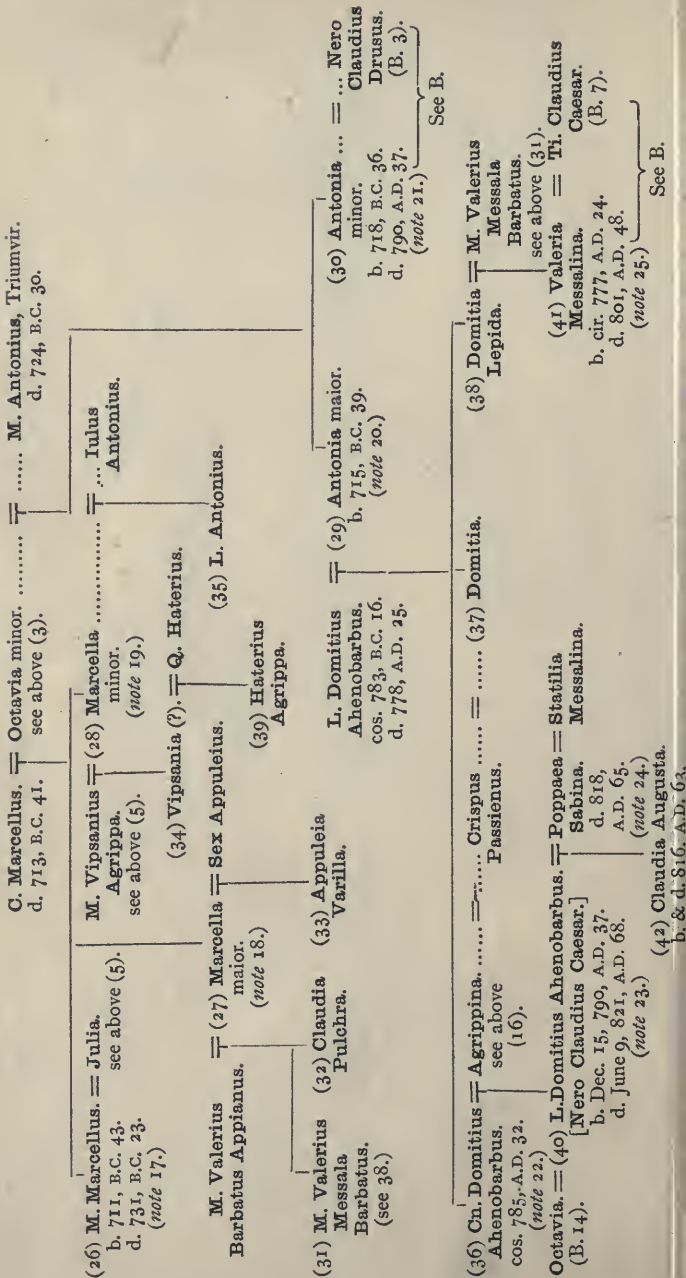 C. Marcellus. = Octavia minor. ......... = ...... M. Antonius, Triumvir.
d. 713, B.C. 41.
see above (3).
d. 724, B.C. 30.
(26) M. Marcellus. = Julia.
b. 711, B.C. 43.
d. 731, B.C. 23.
(note 17.)
see above (5).
M. Vipsanius = (28) Marcella ............... = ... Iulus
Agrippa.
see above (5).
minor.
(note 19.)
Antonius.
(34) Vipsania (?). = Q. Haterius.
(35) L. Antonius.
(39) Haterius
Agrippa.
M. Valerius = (27) Marcella = Sex Appuleius.
Barbatus Appianus.
maior.
(note 18.)
(31) M. Valerius
Messala
Barbatus.
(see 38.)
(32) Claudia
Pulchra.
(33) Appuleia
Varilla.
L. Domitius = (29) Antonia maior.
Ahenobarbus.
cos. 783, B.C. 16.
d. 778, A.D. 25.
b. 715, B.C. 39.
(note 20.)
(30) Antonia ... = ... Nero
minor.
b. 718, B.C. 36.
d. 790, A.D. 37.
(note 21.)
Claudius
Drusus.
(B. 3).
See B.
(36) Cn. Domitius = Agrippina. ...... = ...... Crispus ...... = ...... (37) Domitia.
Ahenobarbus.
cos. 785, A.D. 32.
(note 22.)
see above
(16).
Passienus.
(38) Domitia = M. Valerius
Lepida.
Messala
Barbatus.
see above (31).
Octavia. = (40) L. Domitius Ahenobarbus. = Poppaea = Statilia
(B. 14).
[Nero Claudius Caesar.]
b. Dec. 15, 790, A.D. 37.
d. June 9, 821, A.D. 68.
(note 23.)
Sabina.
d. 818,
A.D. 65.
(note 24.)
Messalina.
(41) Valeria = Ti. Claudius
Messalina.
b. cir. 777, A.D. 24.
d. 801, A.D. 48.
(note 25.)
Caesar.
(B. 7).
See B.
(42) Claudia Augusta.
b. & d. 816, A.D. 63.